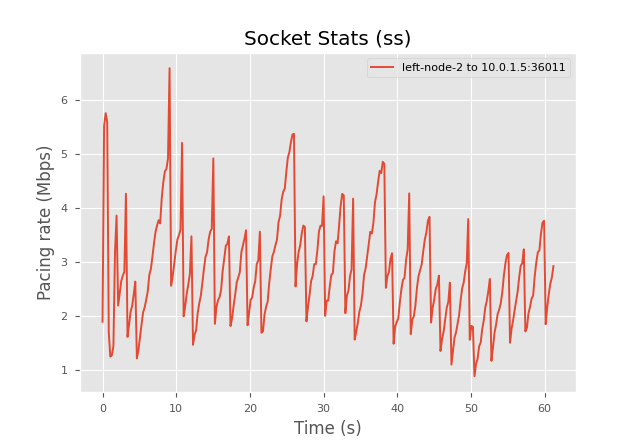 Socket Stats (ss)
left-node-2 to 10.0.1.5:36011
Pacing rate (Mbps)
6
5
4
3
2
1
0 10 20 30 40 50 60
Time (s)